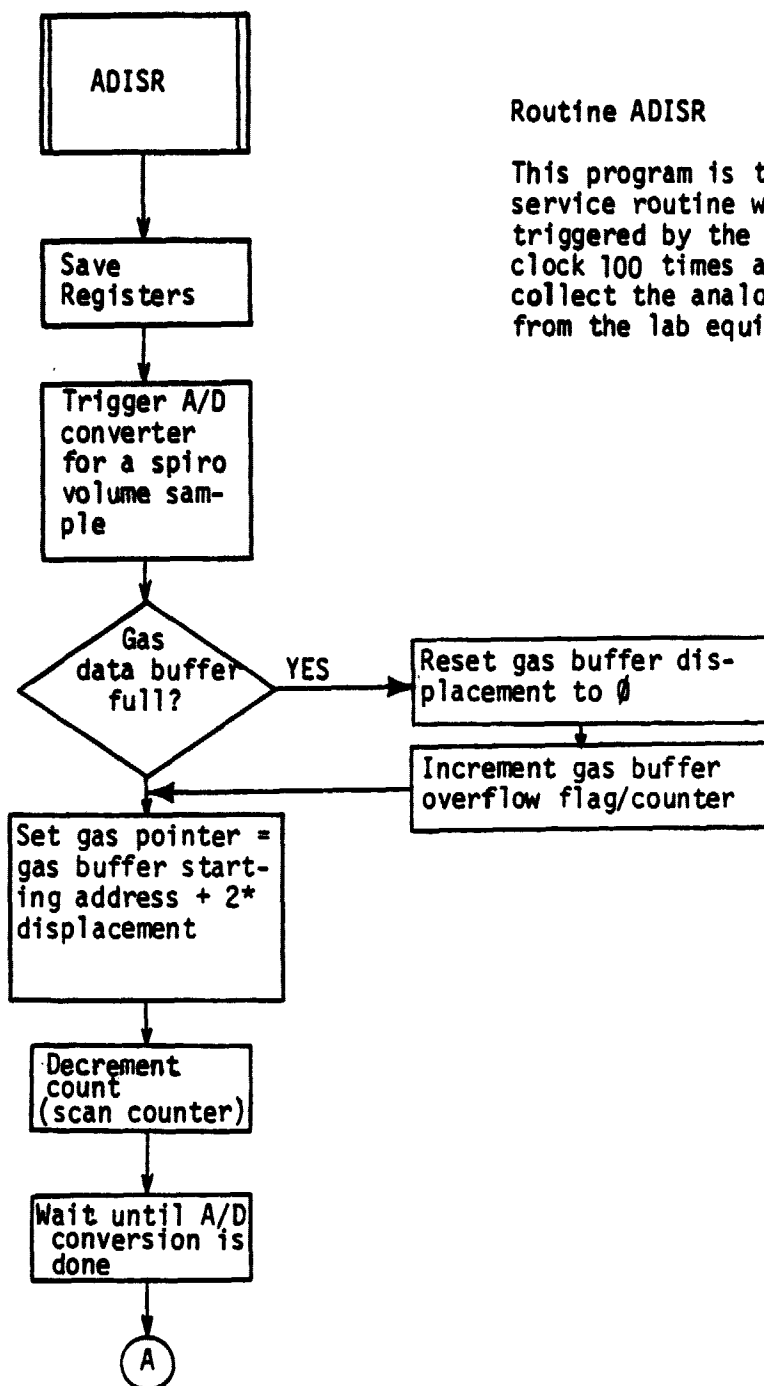 ADISR
Routine ADISR
This program is t
service routine w
triggered by the
clock 100 times a
collect the analo
from the lab equi
Save
Registers
Trigger A/D
converter
for a spiro
volume sam-
ple
Gas
data buffer
full?
YES
Reset gas buffer dis-
placement to Ø
Increment gas buffer
overflow flag/counter
Set gas pointer =
gas buffer start-
ing address + 2*
displacement
Decrement
count
(scan counter)
Wait until A/D
conversion is
done
A